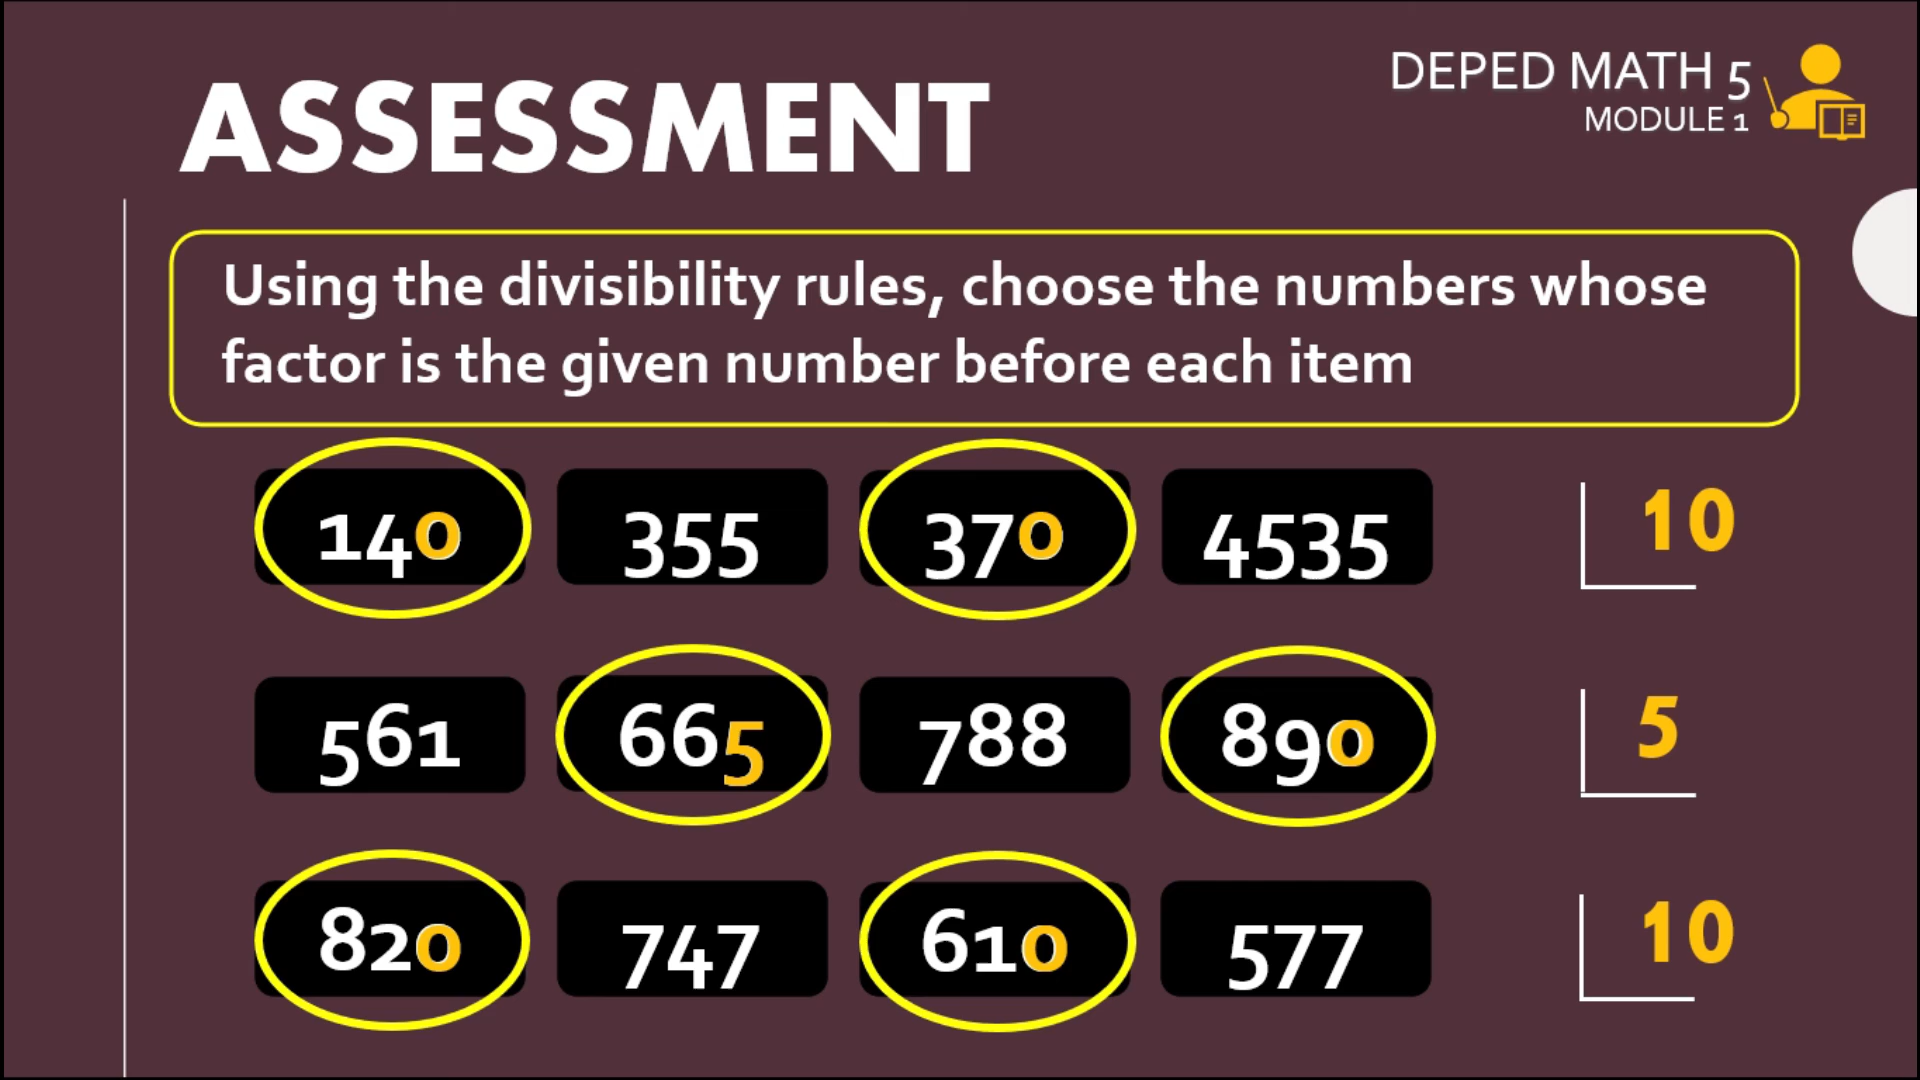 ASSESSMENT
DEPED MATH 5
MODULE 1
Using the divisibility rules, choose the numbers whose
factor is the given number before each item
140 355 370 4535 10
561 665 788 890 5
820 747 610 577 10